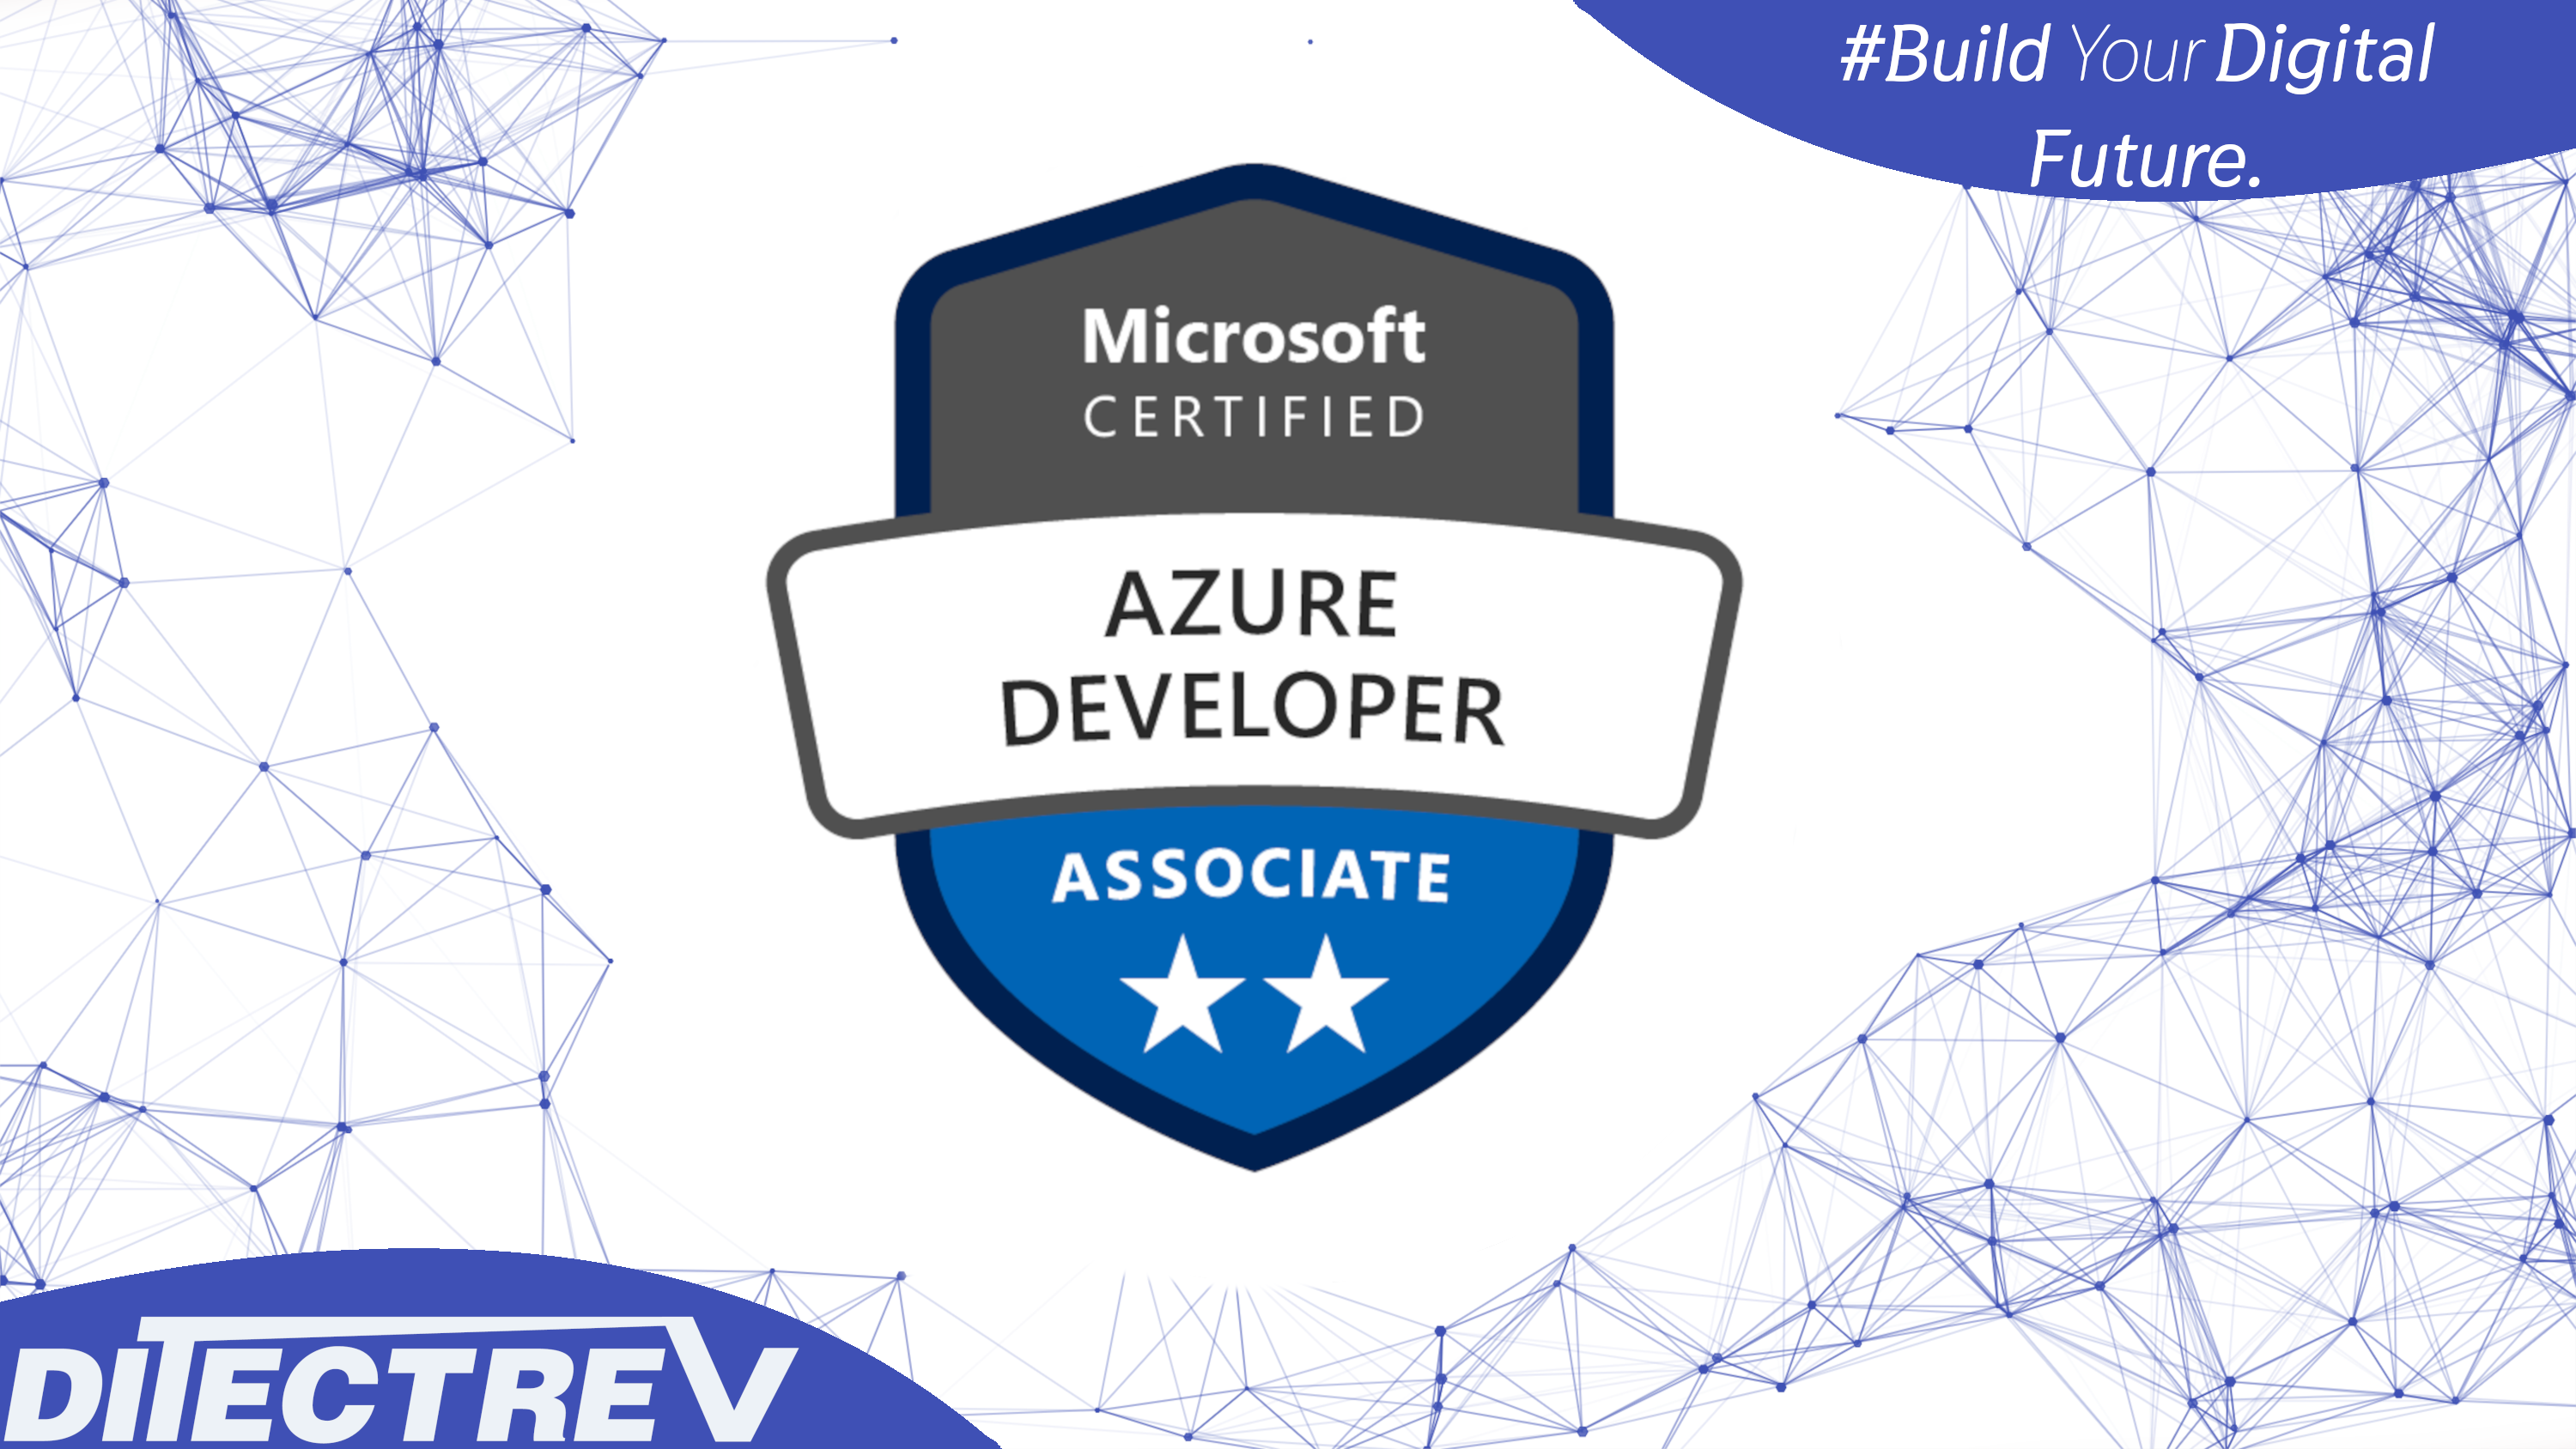 #Build Your Digital
Future.
Microsoft
CERTIFIED
AZURE
DEVELOPER
ASSOCIATE
DITECTREV